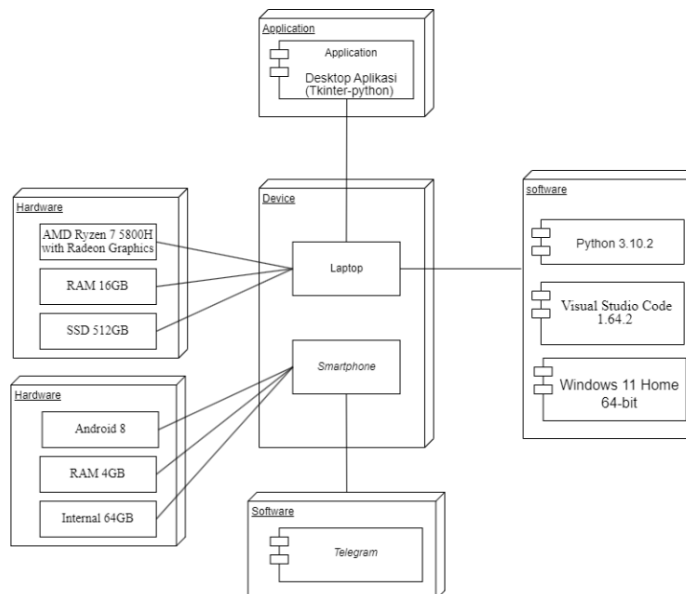 Application
Application
Desktop Aplikasi
(Tkinter-python)
Hardware
AMD Ryzen 7 5800H
with Radeon Graphics
RAM 16GB
SSD 512GB
Device
Laptop
Smartphone
software
Python 3.10.2
Visual Studio Code
1.64.2
Windows 11 Home
64-bit
Hardware
Android 8
RAM 4GB
Internal 64GB
Software
Telegram